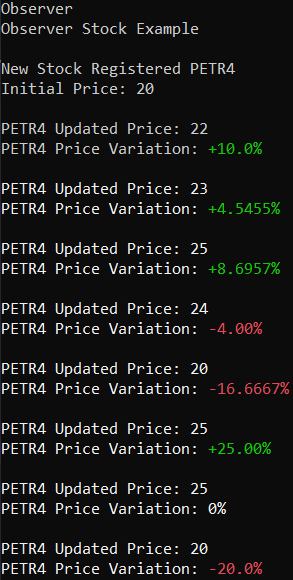 Observer
Observer Stock Example
New Stock Registered PETR4
Initial Price: 20
PETR4 Updated Price: 22
PETR4 Price Variation: +10.0%
PETR4 Updated Price: 23
PETR4 Price Variation: +4.5455%
PETR4 Updated Price: 25
PETR4 Price Variation: +8.6957%
PETR4 Updated Price: 24
PETR4 Price Variation: -4.00%
PETR4 Updated Price: 20
PETR4 Price Variation: -16.6667%
PETR4 Updated Price: 25
PETR4 Price Variation: +25.00%
PETR4 Updated Price: 25
PETR4 Price Variation: 0%
PETR4 Updated Price: 20
PETR4 Price Variation: -20.0%